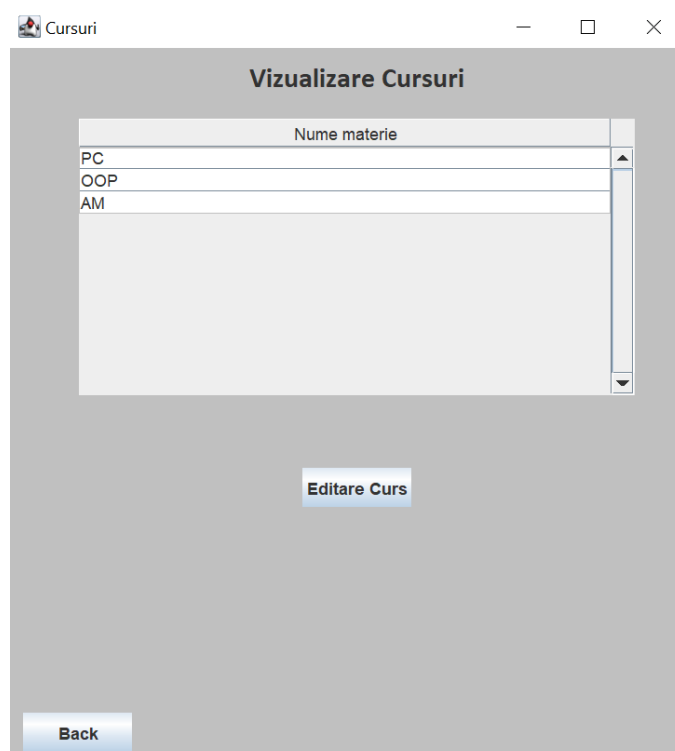 Cursuri
Vizualizare Cursuri
Nume materie
PC
OOP
AM
Editare Curs
Back